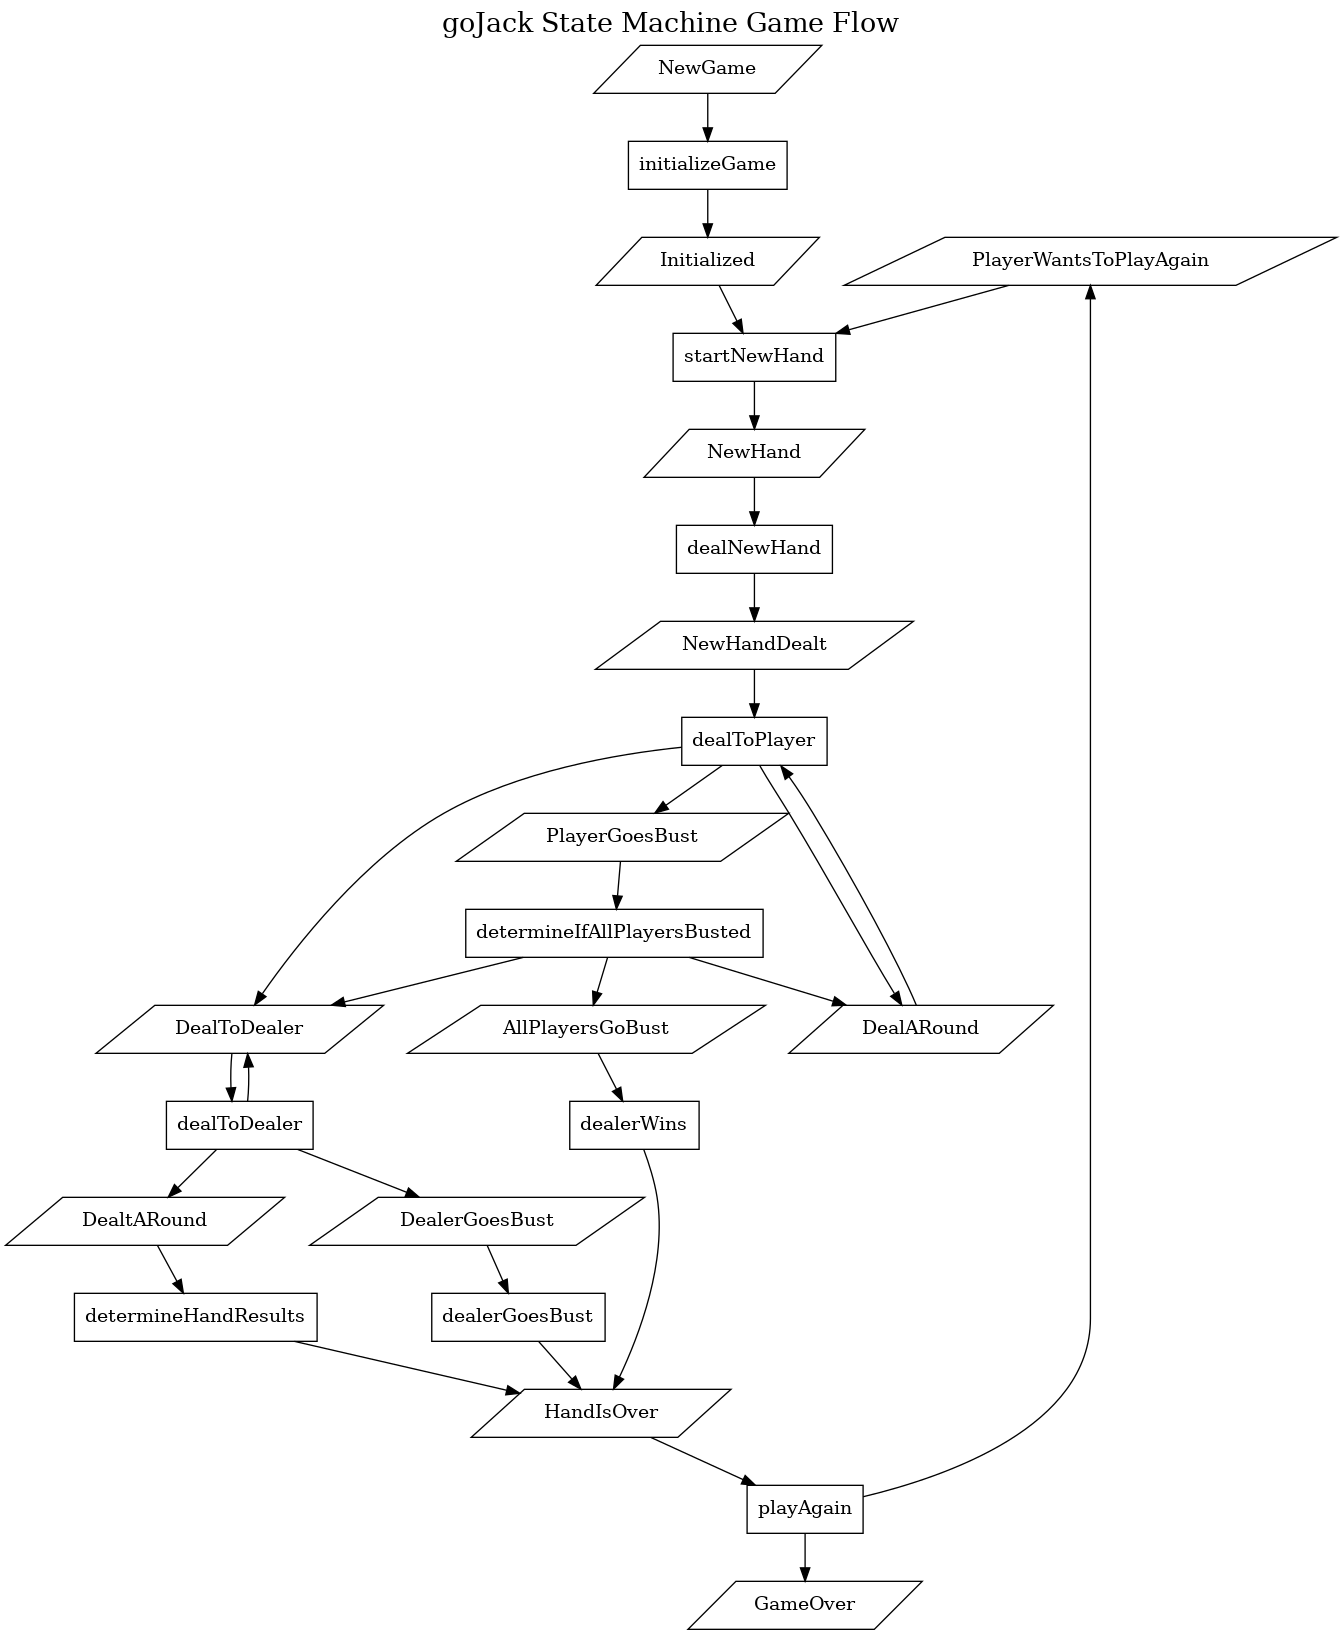 goJack State Machine Game Flow
NewGame
initializeGame
Initialized
PlayerWantsToPlayAgain
startNewHand
NewHand
dealNewHand
NewHandDealt
dealToPlayer
PlayerGoesBust
determineIfAllPlayersBusted
DealToDealer
AllPlayersGoBust
DealARound
dealToDealer
dealerWins
DealtARound
DealerGoesBust
determineHandResults
dealerGoesBust
HandIsOver
playAgain
GameOver